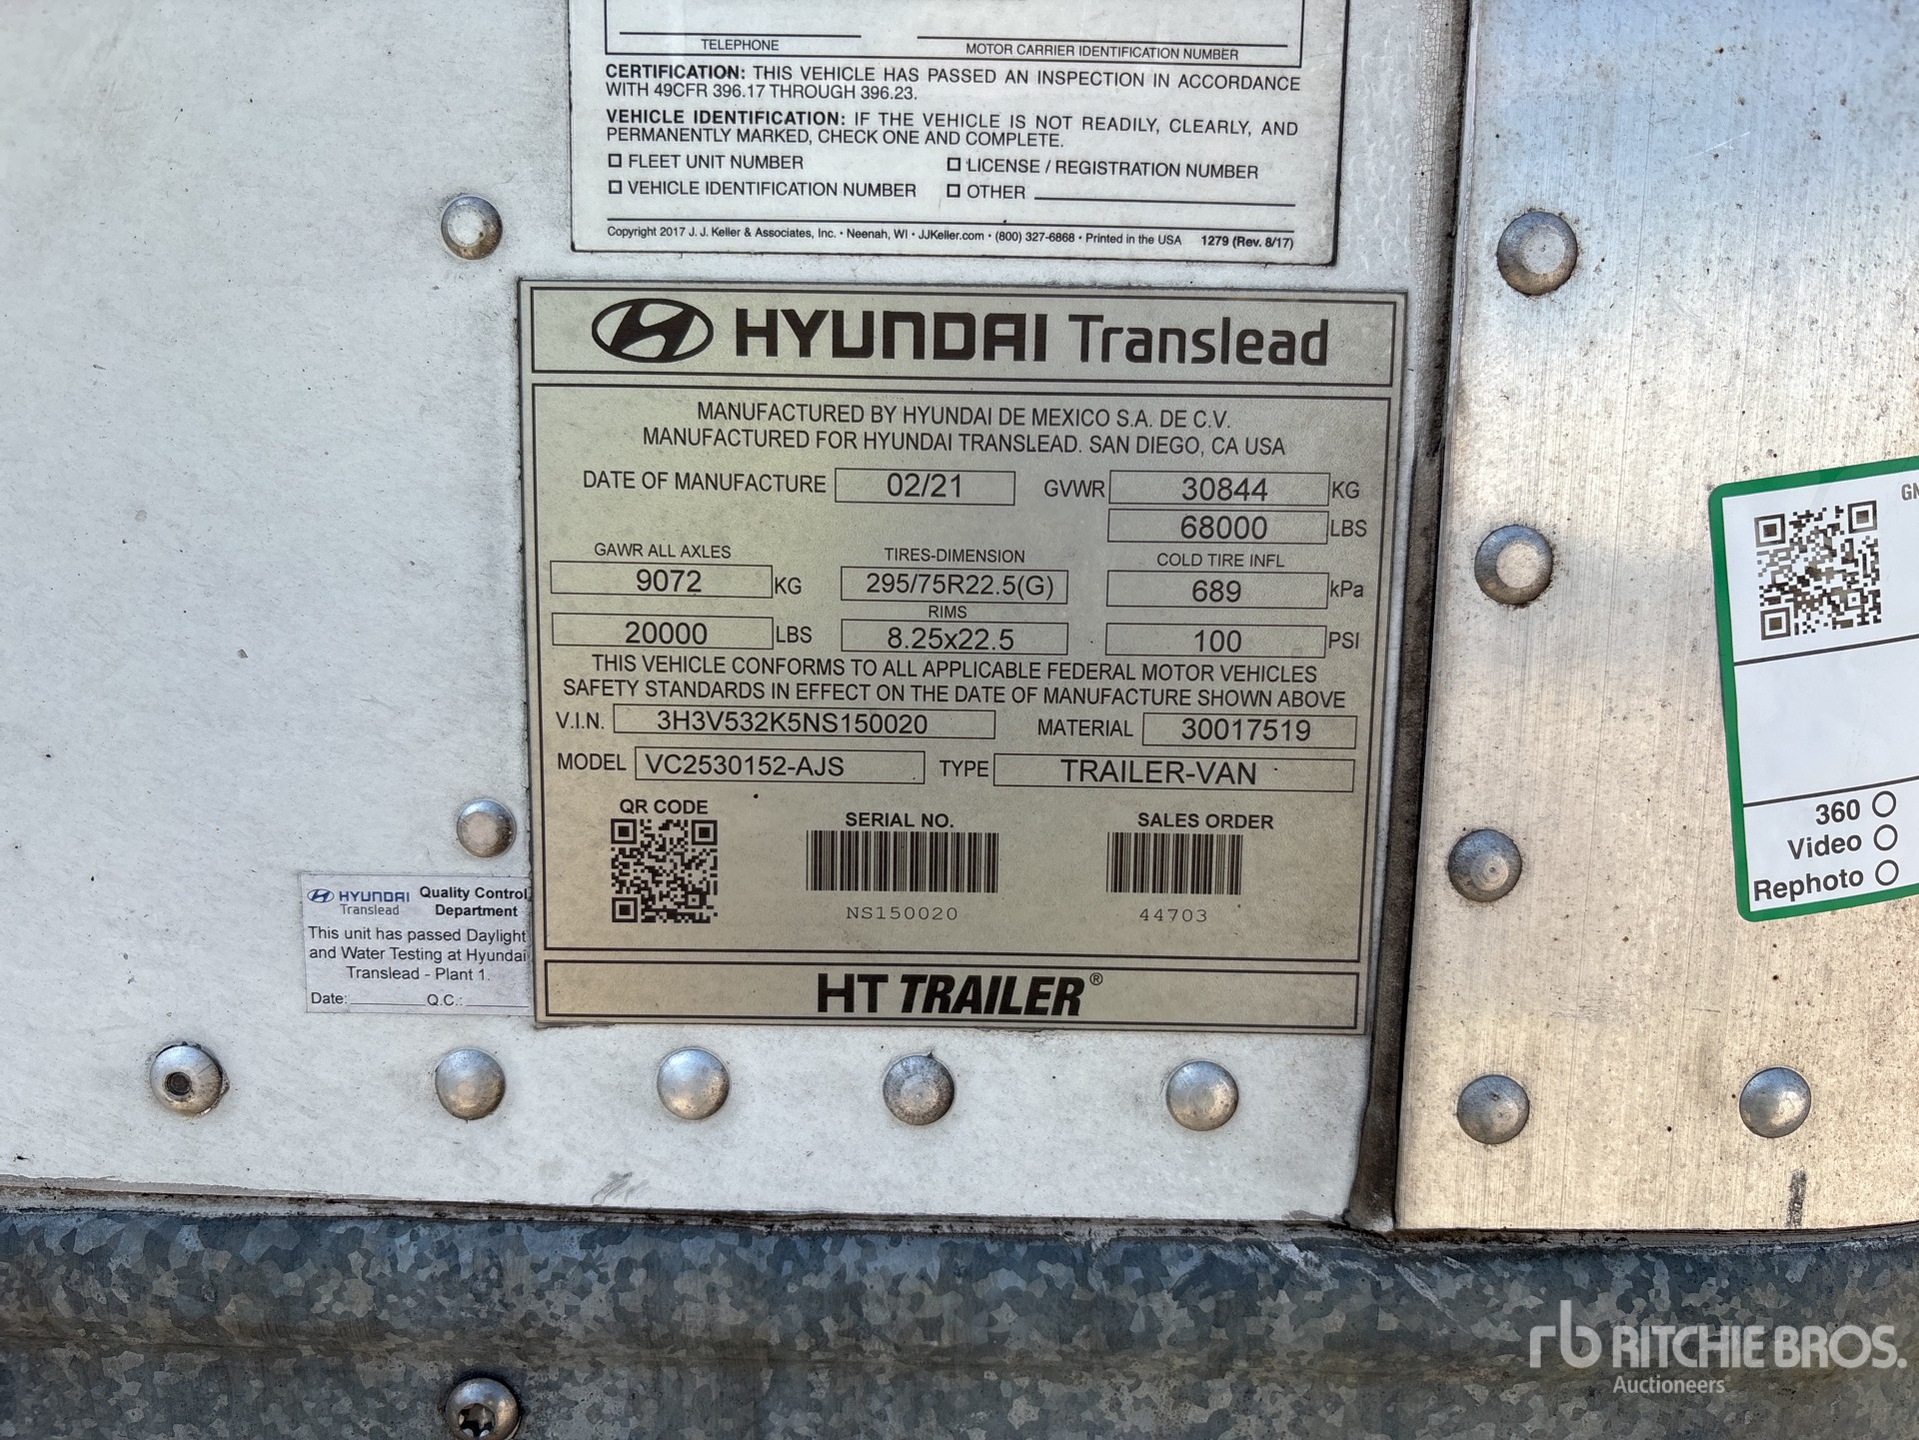 TELEPHONE
MOTOR CARRIER IDENTIFICATION NUMBER
CERTIFICATION: THIS VEHICLE HAS PASSED AN INSPECTION IN ACCORDANCE
WITH 49CFR 396.17 THROUGH 396.23.
VEHICLE IDENTIFICATION: IF THE VEHICLE IS NOT READILY, CLEARLY, AND
PERMANENTLY MARKED, CHECK ONE AND COMPLETE.
FLEET UNIT NUMBER
LICENSE / REGISTRATION NUMBER
VEHICLE IDENTIFICATION NUMBER
OTHER
Copyright 2017 J. J. Keller & Associates, Inc. • Neenah, WI • JJKeller.com • (800) 327-6868 • Printed in the USA 1279 (Rev. 8/17)
HYUNDAI Translead
MANUFACTURED BY HYUNDAI DE MEXICO S.A. DE C.V.
MANUFACTURED FOR HYUNDAI TRANSLEAD. SAN DIEGO, CA USA
DATE OF MANUFACTURE 02/21 GVWR 30844 KG
68000 LBS
GAWR ALL AXLES TIRES-DIMENSION COLD TIRE INFL
9072 KG 295/75R22.5(G) 689 kPa
RIMS
20000 LBS 8.25x22.5 100 PSI
THIS VEHICLE CONFORMS TO ALL APPLICABLE FEDERAL MOTOR VEHICLES
SAFETY STANDARDS IN EFFECT ON THE DATE OF MANUFACTURE SHOWN ABOVE
V.I.N. 3H3V532K5NS150020 MATERIAL 30017519
MODEL VC2530152-AJS TYPE TRAILER-VAN
QR CODE SERIAL NO. SALES ORDER
NS150020 44703
HT TRAILER®
HYUNDAI Translead
Quality Control
Department
This unit has passed Daylight
and Water Testing at Hyundai
Translead - Plant 1.
Date: Q.C.:
360
Video
Rephoto
rb RITCHIE BROS.
Auctioneers